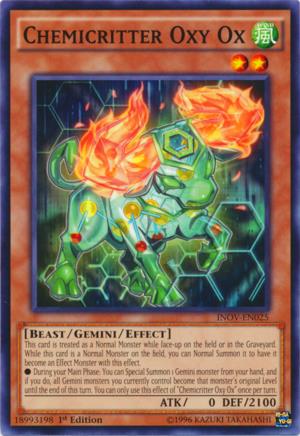 CHEMICRITTER OXY OX
風
INOV-EN025
[BEAST/GEMINI/EFFECT]
This card is treated as a Normal Monster while face-up on the field or in the Graveyard.
While this card is a Normal Monster on the field, you can Normal Summon it to have it
become an Effect Monster with this effect.
● During your Main Phase: You can Special Summon 1 Gemini monster from your hand, and
if you do, all Gemini monsters you currently control become that monster's original Level
until the end of this turn. You can only use this effect of "Chemicritter Oxy Ox" once per turn.
ATK/ 0 DEF/2100
18993198 1st Edition ©1996 KAZUKI TAKAHASHI